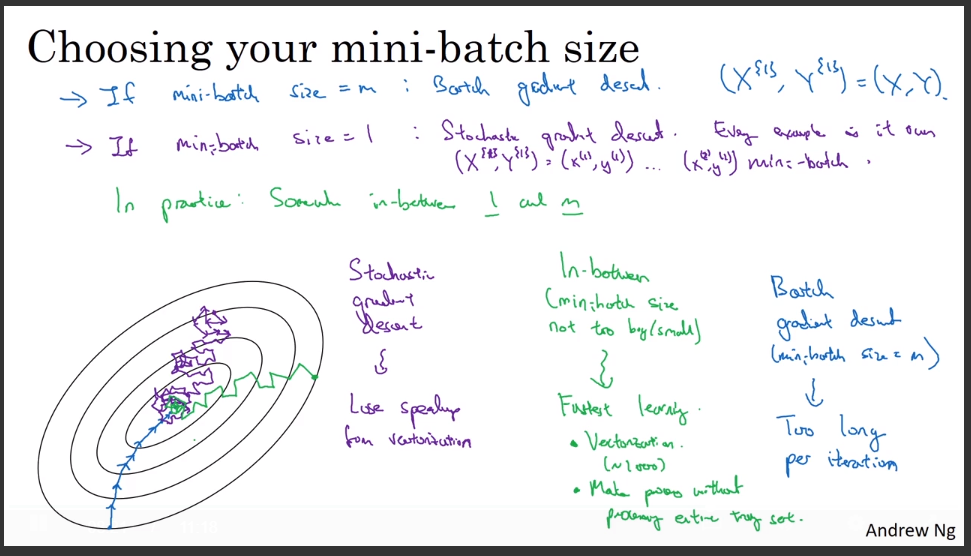 Choosing your mini-batch size
→ If mini-batch size = m : Batch gradient descent. (X^{1}, Y^{1}) = (X, Y).
→ If mini-batch size = 1 : Stochastic gradient descent. Every example is it own
(X^{1}, Y^{1}) = (x^(1), y^(1)) ... (x^(2), y^(2)) mini-batch.
In practice: Somewhere in-between 1 and m
Stochastic
gradient
descent
Lose speedup
from vectorization
In-between
(mini-batch size
not too big/small)
Fastest learning.
• Vectorization.
(~1000)
• Make progress without
processing entire training set.
Batch
gradient descent
(mini-batch size = m)
Too long
per iteration
Andrew Ng